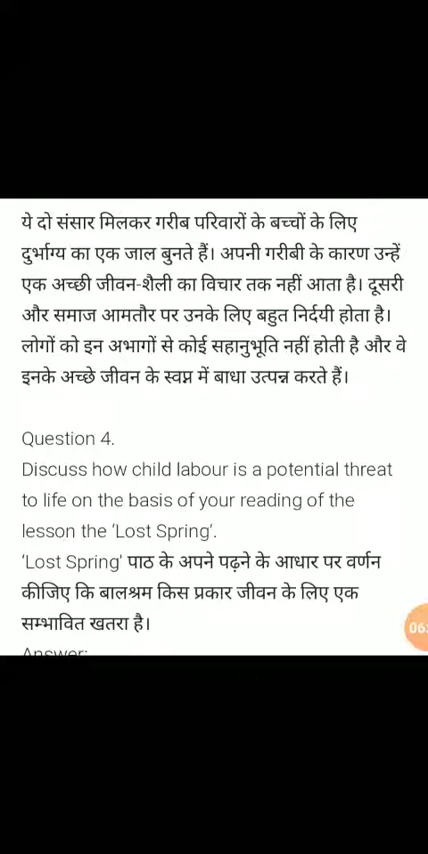 ये दो संसार मिलकर गरीब परिवारों के बच्चों के लिए
दुर्भाग्य का एक जाल बुनते हैं। अपनी गरीबी के कारण उन्हें
एक अच्छी जीवन-शैली का विचार तक नहीं आता है। दूसरी
और समाज आमतौर पर उनके लिए बहुत निर्दयी होता है।
लोगों को इन अभागों से कोई सहानुभूति नहीं होती है और वे
इनके अच्छे जीवन के स्वप्न में बाधा उत्पन्न करते हैं।
Question 4.
Discuss how child labour is a potential threat
to life on the basis of your reading of the
lesson the ‘Lost Spring’.
‘Lost Spring’ पाठ के अपने पढ़ने के आधार पर वर्णन
कीजिए कि बालश्रम किस प्रकार जीवन के लिए एक
सम्भावित खतरा है।
06:
Answer: